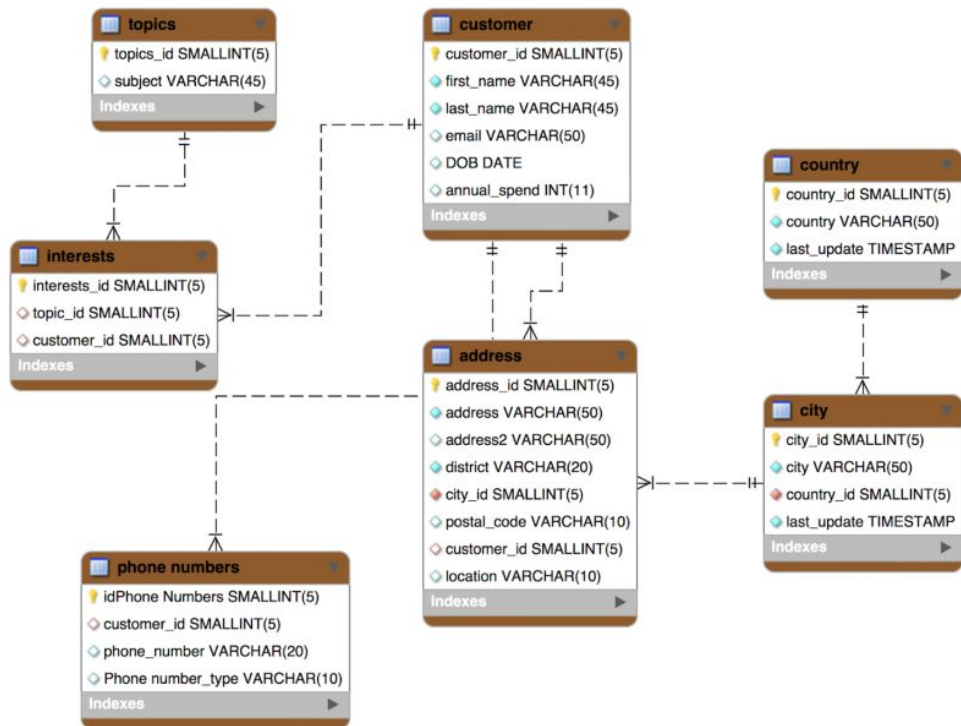 topics
topics_id SMALLINT(5)
subject VARCHAR(45)
Indexes
customer
customer_id SMALLINT(5)
first_name VARCHAR(45)
last_name VARCHAR(45)
email VARCHAR(50)
DOB DATE
annual_spend INT(11)
Indexes
country
country_id SMALLINT(5)
country VARCHAR(50)
last_update TIMESTAMP
Indexes
interests
interests_id SMALLINT(5)
topic_id SMALLINT(5)
customer_id SMALLINT(5)
Indexes
address
address_id SMALLINT(5)
address VARCHAR(50)
address2 VARCHAR(50)
district VARCHAR(20)
city_id SMALLINT(5)
postal_code VARCHAR(10)
customer_id SMALLINT(5)
location VARCHAR(10)
Indexes
city
city_id SMALLINT(5)
city VARCHAR(50)
country_id SMALLINT(5)
last_update TIMESTAMP
Indexes
phone numbers
idPhone Numbers SMALLINT(5)
customer_id SMALLINT(5)
phone_number VARCHAR(20)
Phone number_type VARCHAR(10)
Indexes